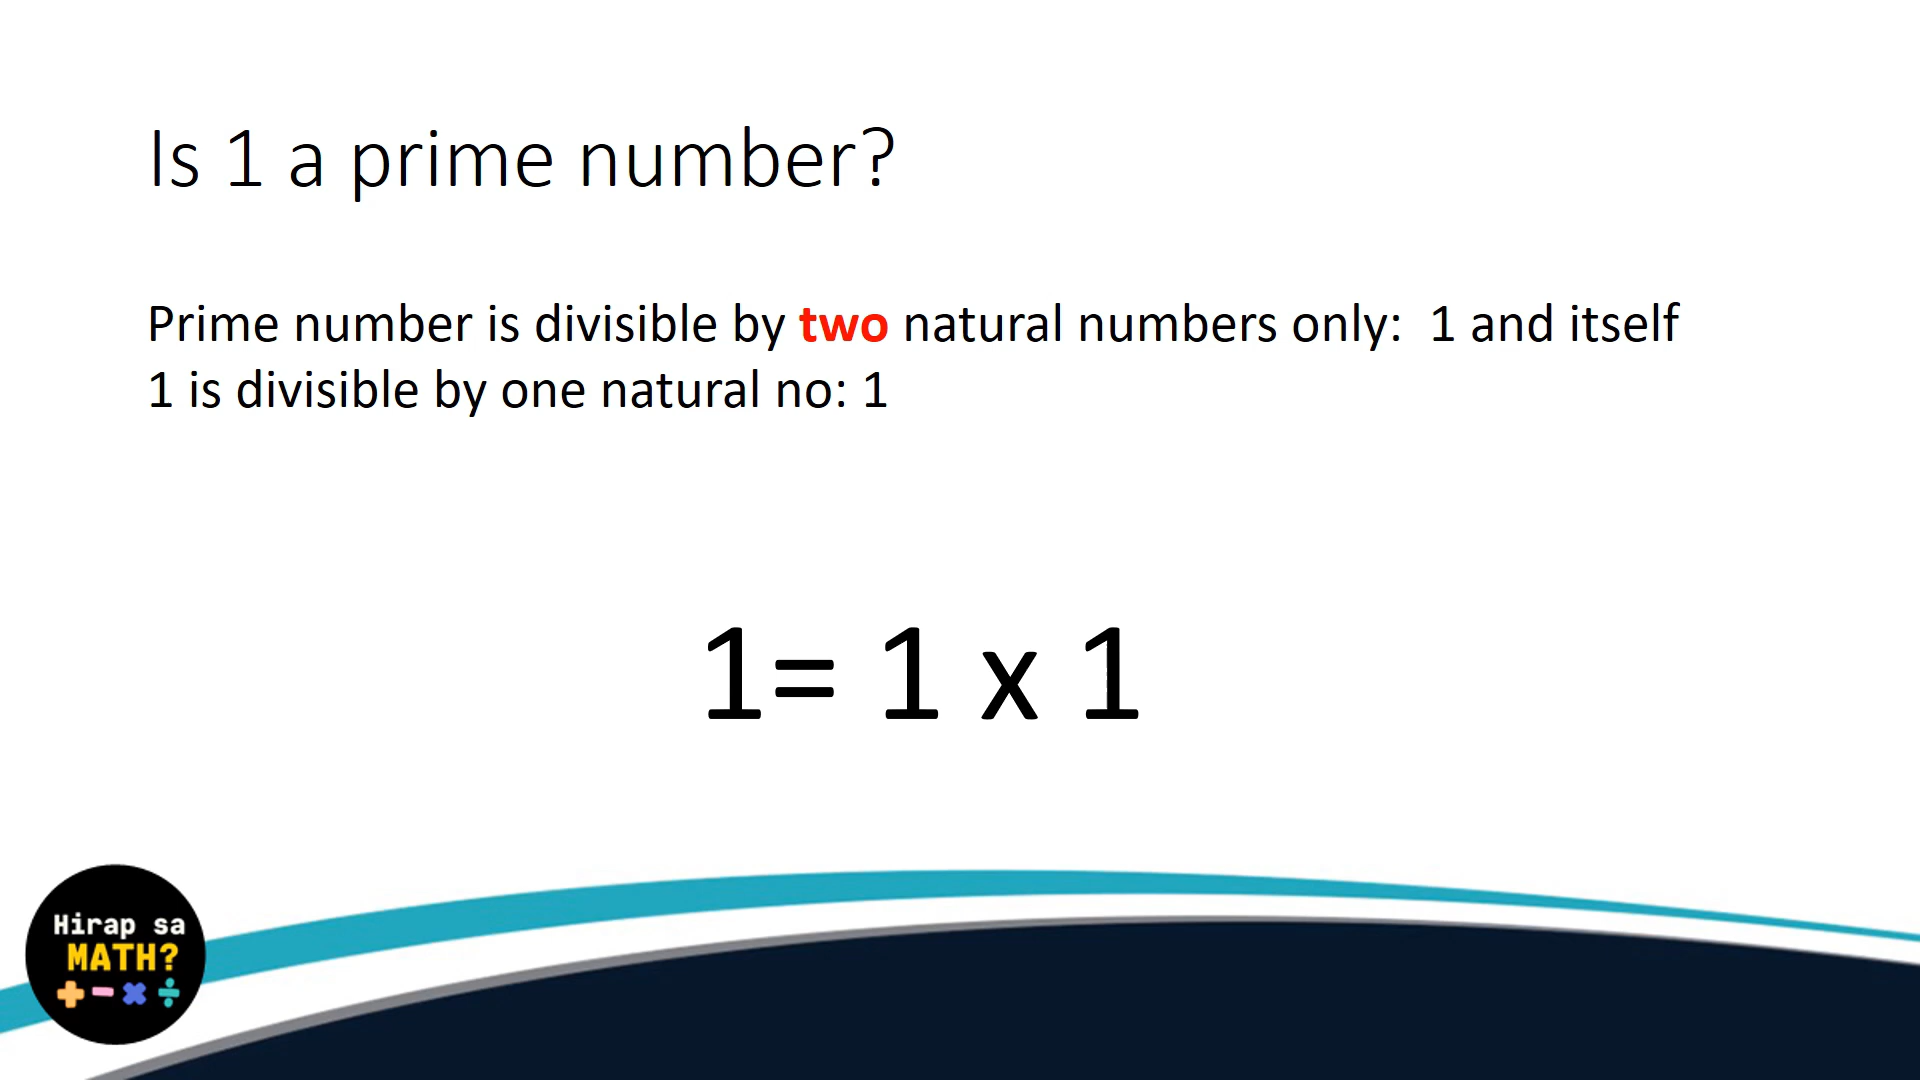 Is 1 a prime number?
Prime number is divisible by two natural numbers only:  1 and itself
1 is divisible by one natural no: 1
1= 1 x 1
Hirap sa
MATH?
+ - × ÷